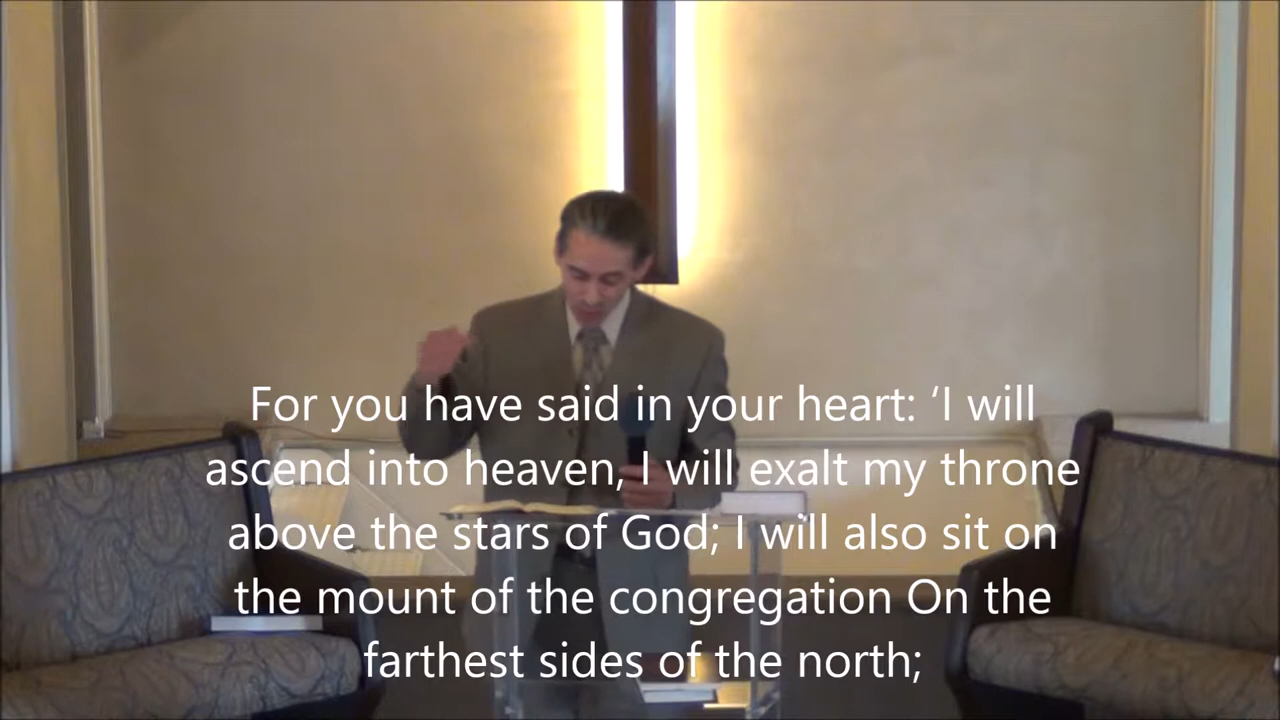 For you have said in your heart: ‘I will
ascend into heaven, I will exalt my throne
above the stars of God; I will also sit on
the mount of the congregation On the
farthest sides of the north;